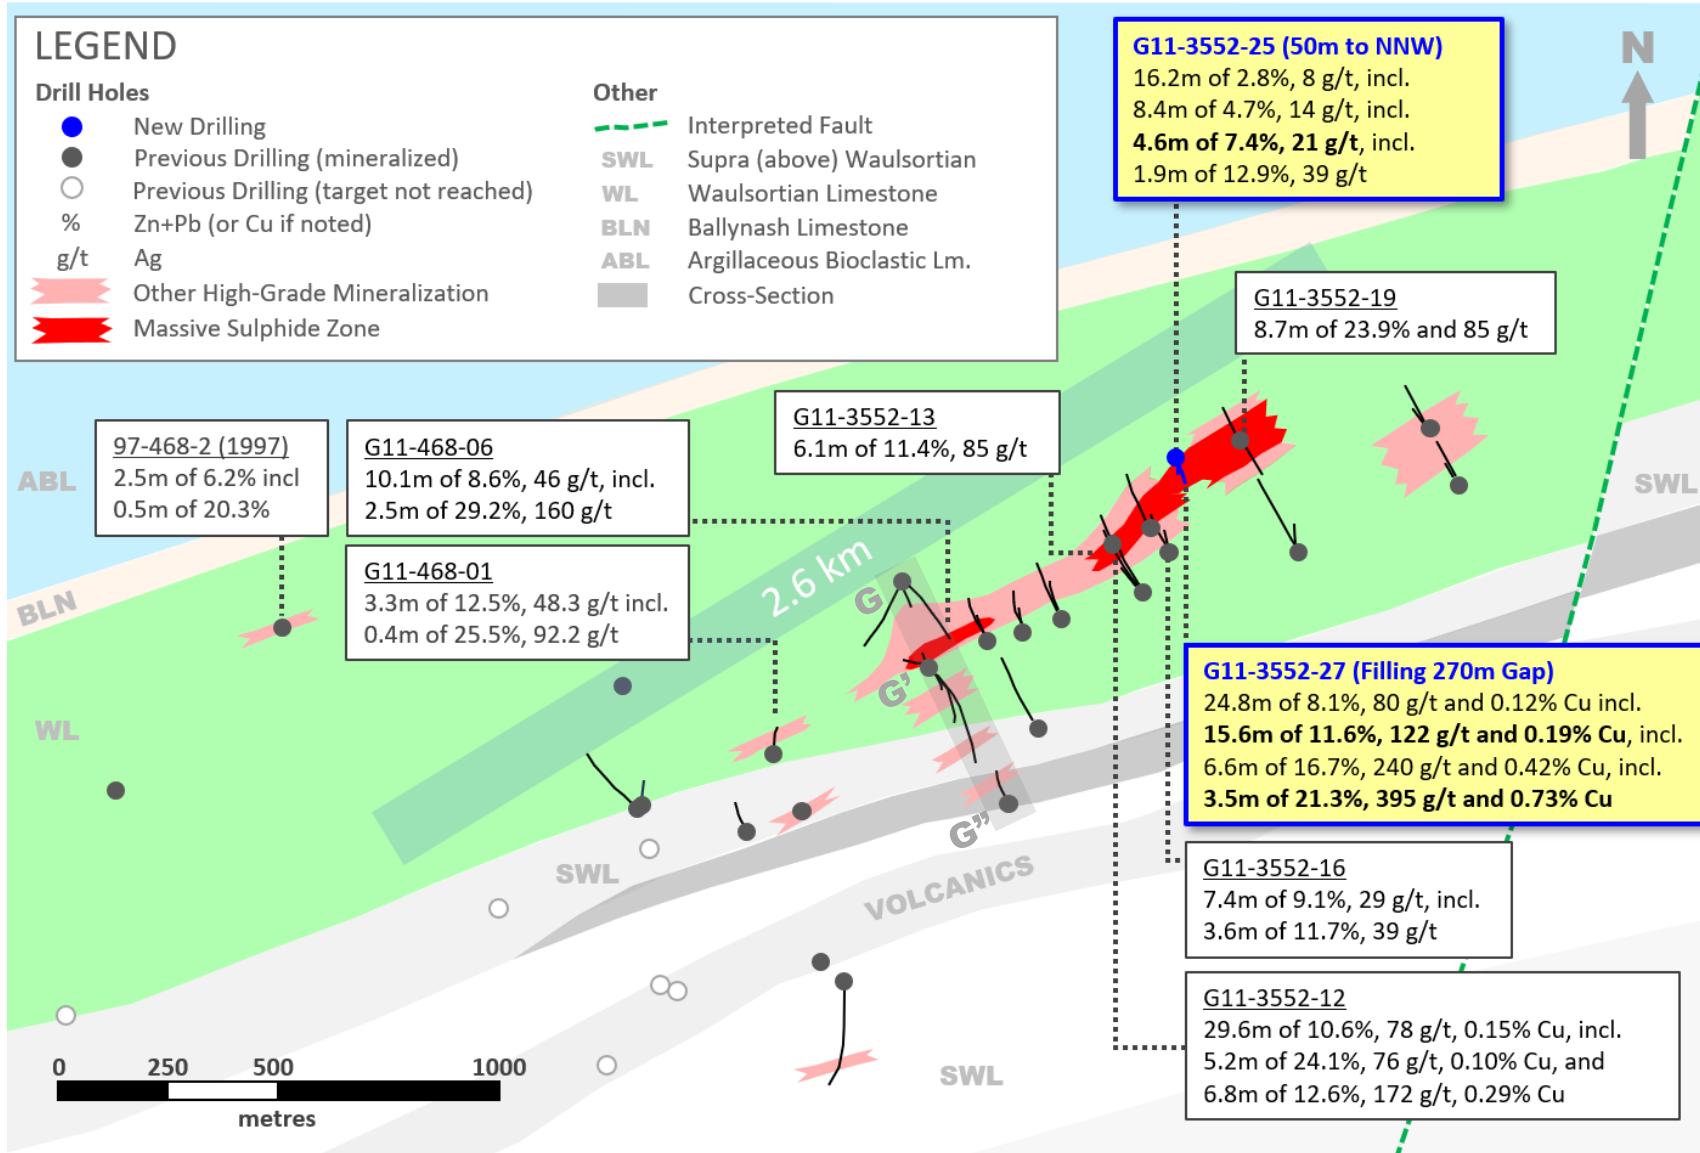 LEGEND
Drill Holes
New Drilling
Previous Drilling (mineralized)
Previous Drilling (target not reached)
% Zn+Pb (or Cu if noted)
g/t Ag
Other High-Grade Mineralization
Massive Sulphide Zone
Other
Interpreted Fault
SWL Supra (above) Waulsortian
WL Waulsortian Limestone
BLN Ballynash Limestone
ABL Argillaceous Bioclastic Lm.
Cross-Section
G11-3552-25 (50m to NNW)
16.2m of 2.8%, 8 g/t, incl.
8.4m of 4.7%, 14 g/t, incl.
4.6m of 7.4%, 21 g/t, incl.
1.9m of 12.9%, 39 g/t
N
G11-3552-19
8.7m of 23.9% and 85 g/t
G11-3552-13
6.1m of 11.4%, 85 g/t
97-468-2 (1997)
2.5m of 6.2% incl
0.5m of 20.3%
G11-468-06
10.1m of 8.6%, 46 g/t, incl.
2.5m of 29.2%, 160 g/t
G11-468-01
3.3m of 12.5%, 48.3 g/t incl.
0.4m of 25.5%, 92.2 g/t
ABL
SWL
BLN
2.6 km
G
G'
G"
WL
SWL
VOLCANICS
G11-3552-27 (Filling 270m Gap)
24.8m of 8.1%, 80 g/t and 0.12% Cu incl.
15.6m of 11.6%, 122 g/t and 0.19% Cu, incl.
6.6m of 16.7%, 240 g/t and 0.42% Cu, incl.
3.5m of 21.3%, 395 g/t and 0.73% Cu
G11-3552-16
7.4m of 9.1%, 29 g/t, incl.
3.6m of 11.7%, 39 g/t
G11-3552-12
29.6m of 10.6%, 78 g/t, 0.15% Cu, incl.
5.2m of 24.1%, 76 g/t, 0.10% Cu, and
6.8m of 12.6%, 172 g/t, 0.29% Cu
SWL
0 250 500 1000
metres